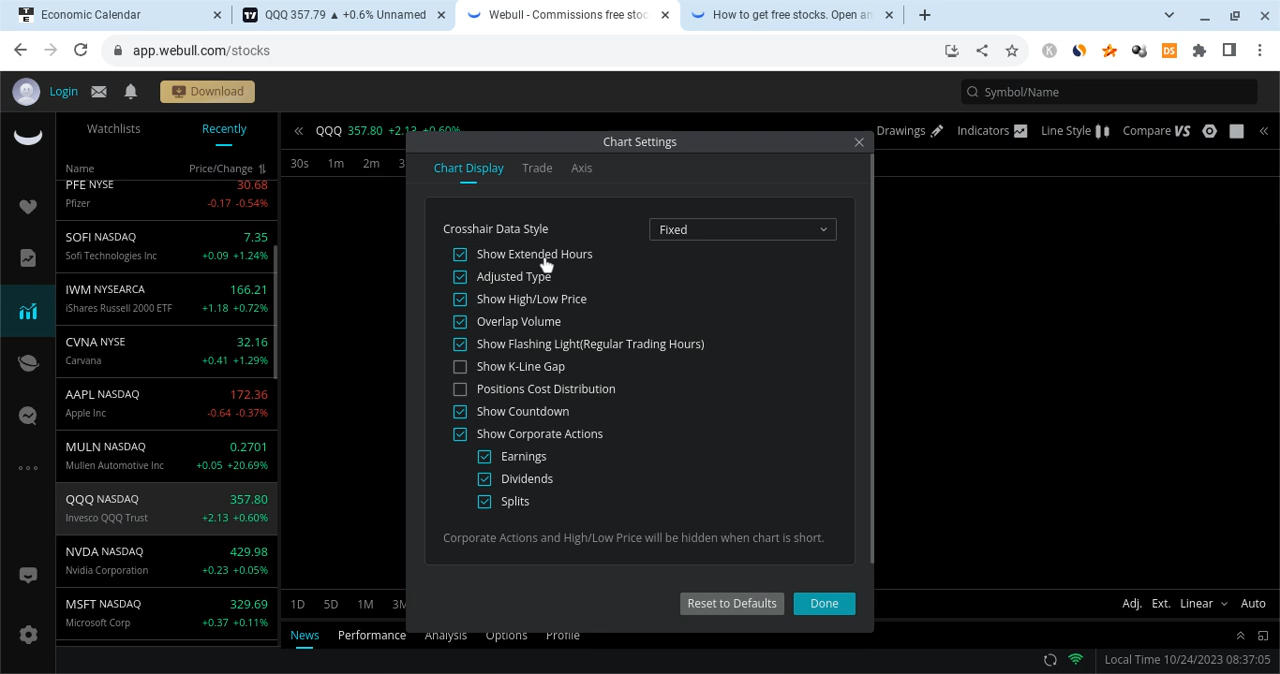 Economic Calendar
QQQ 357.79 ▲ +0.6% Unnamed
Webull - Commissions free stoc
How to get free stocks. Open an
app.webull.com/stocks
Login
Download
Symbol/Name
Watchlists
Recently
Name
Price/Change
PFE NYSE 30.68
Pfizer -0.17 -0.54%
SOFI NASDAQ 7.35
Sofi Technologies Inc +0.09 +1.24%
IWM NYSEARCA 166.21
iShares Russell 2000 ETF +1.18 +0.72%
CVNA NYSE 32.16
Carvana +0.41 +1.29%
AAPL NASDAQ 172.36
Apple Inc -0.64 -0.37%
MULN NASDAQ 0.2701
Mullen Automotive Inc +0.05 +20.69%
QQQ NASDAQ 357.80
Invesco QQQ Trust +2.13 +0.60%
NVDA NASDAQ 429.98
Nvidia Corporation +0.23 +0.05%
MSFT NASDAQ 329.69
Microsoft Corp +0.37 +0.11%
QQQ 357.80 +2.13 +0.60%
Drawings
Indicators
Line Style
Compare VS
30s 1m 2m 3
Chart Settings
Chart Display
Trade
Axis
Crosshair Data Style
Fixed
Show Extended Hours
Adjusted Type
Show High/Low Price
Overlap Volume
Show Flashing Light(Regular Trading Hours)
Show K-Line Gap
Positions Cost Distribution
Show Countdown
Show Corporate Actions
Earnings
Dividends
Splits
Corporate Actions and High/Low Price will be hidden when chart is short.
Reset to Defaults
Done
1D 5D 1M 3M
Adj. Ext. Linear Auto
News Performance Analysis Options Profile
Local Time 10/24/2023 08:37:05